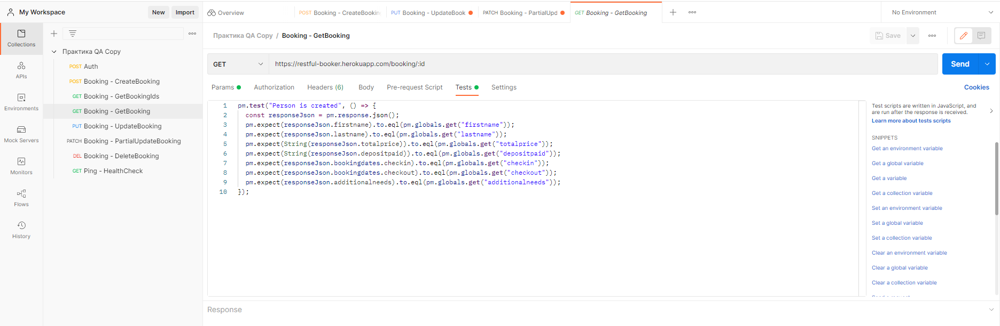 My Workspace
New
Import
Overview
POST Booking - CreateBookin
PUT Booking - UpdateBook
PATCH Booking - PartialUpd
GET Booking - GetBooking
No Environment
Collections
APIs
Environments
Mock Servers
Monitors
Flows
History
Практика QA Copy
POST Auth
POST Booking - CreateBooking
GET Booking - GetBookingIds
GET Booking - GetBooking
PUT Booking - UpdateBooking
PATCH Booking - PartialUpdateBooking
DEL Booking - DeleteBooking
GET Ping - HealthCheck
Практика QA Copy / Booking - GetBooking
Save
GET
https://restful-booker.herokuapp.com/booking/:id
Send
Params
Authorization
Headers (6)
Body
Pre-request Script
Tests
Settings
Cookies
1 pm.test("Person is created", () => {
2 const responseJson = pm.response.json();
3 pm.expect(responseJson.firstname).to.eql(pm.globals.get("firstname"));
4 pm.expect(responseJson.lastname).to.eql(pm.globals.get("lastname"));
5 pm.expect(String(responseJson.totalprice)).to.eql(pm.globals.get("totalprice"));
6 pm.expect(String(responseJson.depositpaid)).to.eql(pm.globals.get("depositpaid"));
7 pm.expect(responseJson.bookingdates.checkin).to.eql(pm.globals.get("checkin"));
8 pm.expect(responseJson.bookingdates.checkout).to.eql(pm.globals.get("checkout"));
9 pm.expect(responseJson.additionalneeds).to.eql(pm.globals.get("additionalneeds"));
10 });
Test scripts are written in JavaScript, and
are run after the response is received.
Learn more about tests scripts
SNIPPETS
Get an environment variable
Get a global variable
Get a variable
Get a collection variable
Set an environment variable
Set a global variable
Set a collection variable
Clear an environment variable
Clear a global variable
Clear a collection variable
Response